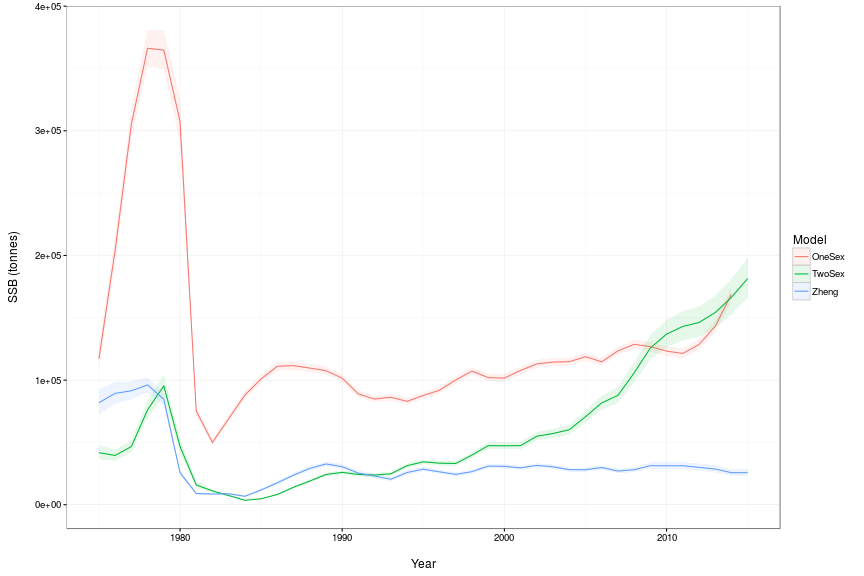 4e+05
3e+05
2e+05
1e+05
0e+00
SSB (tonnes)
1980
1990
2000
2010
Year
Model
OneSex
TwoSex
Zheng